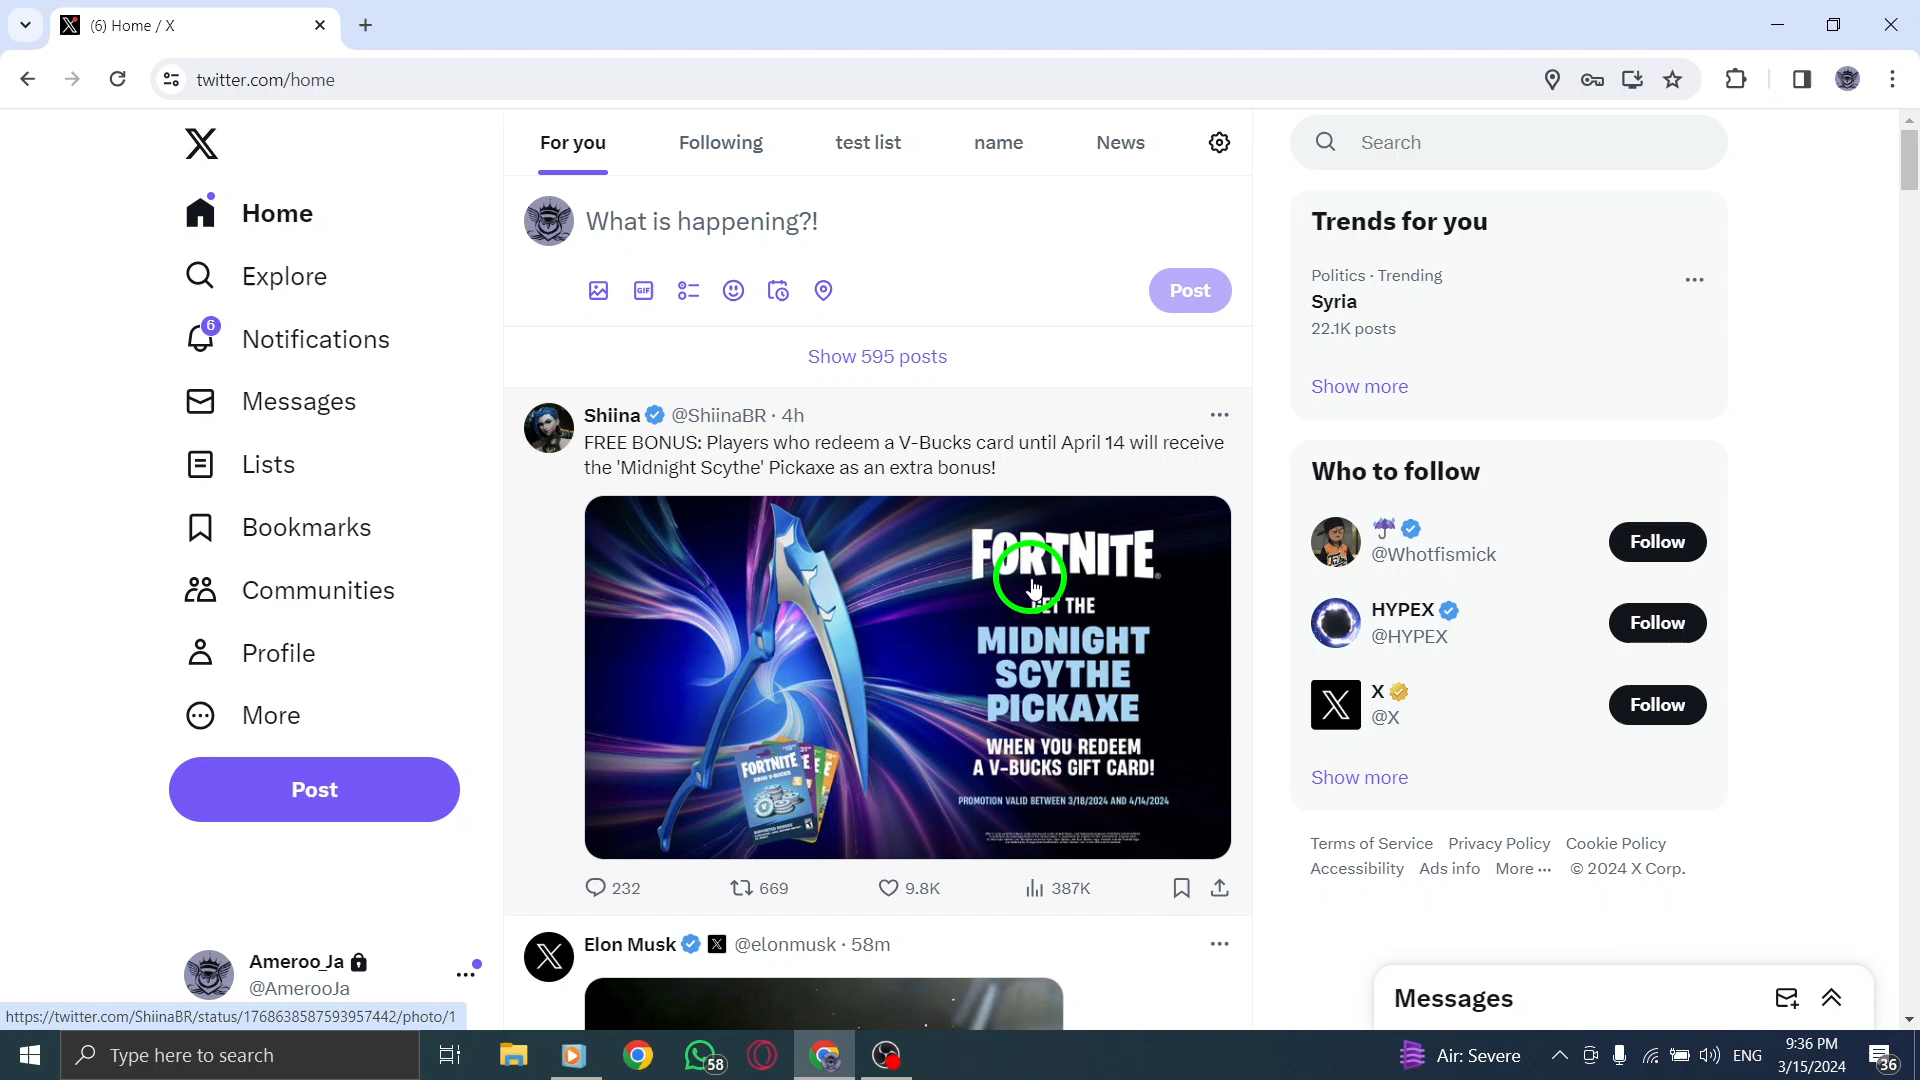 (6) Home / X
twitter.com/home
Home
Explore
6
Notifications
Messages
Lists
Bookmarks
Communities
Profile
More
Post
Ameroo_Ja
@AmerooJa
https://twitter.com/ShiinaBR/status/1768638587593957442/photo/1
For you
Following
test list
name
News
What is happening?!
GIF
Post
Show 595 posts
Shiina @ShiinaBR · 4h
FREE BONUS: Players who redeem a V-Bucks card until April 14 will receive
the 'Midnight Scythe' Pickaxe as an extra bonus!
FORTNITE
GET THE
MIDNIGHT
SCYTHE
PICKAXE
WHEN YOU REDEEM
A V-BUCKS GIFT CARD!
PROMOTION VALID BETWEEN 3/18/2024 AND 4/14/2024
FORTNITE
232
669
9.8K
387K
Elon Musk @elonmusk · 58m
Search
Trends for you
Politics · Trending
Syria
22.1K posts
Show more
Who to follow
@Whotfismick
Follow
HYPEX
@HYPEX
Follow
X
@X
Follow
Show more
Terms of Service Privacy Policy Cookie Policy
Accessibility Ads info More ··· © 2024 X Corp.
Messages
Type here to search
58
Air: Severe
ENG
9:36 PM
3/15/2024
36